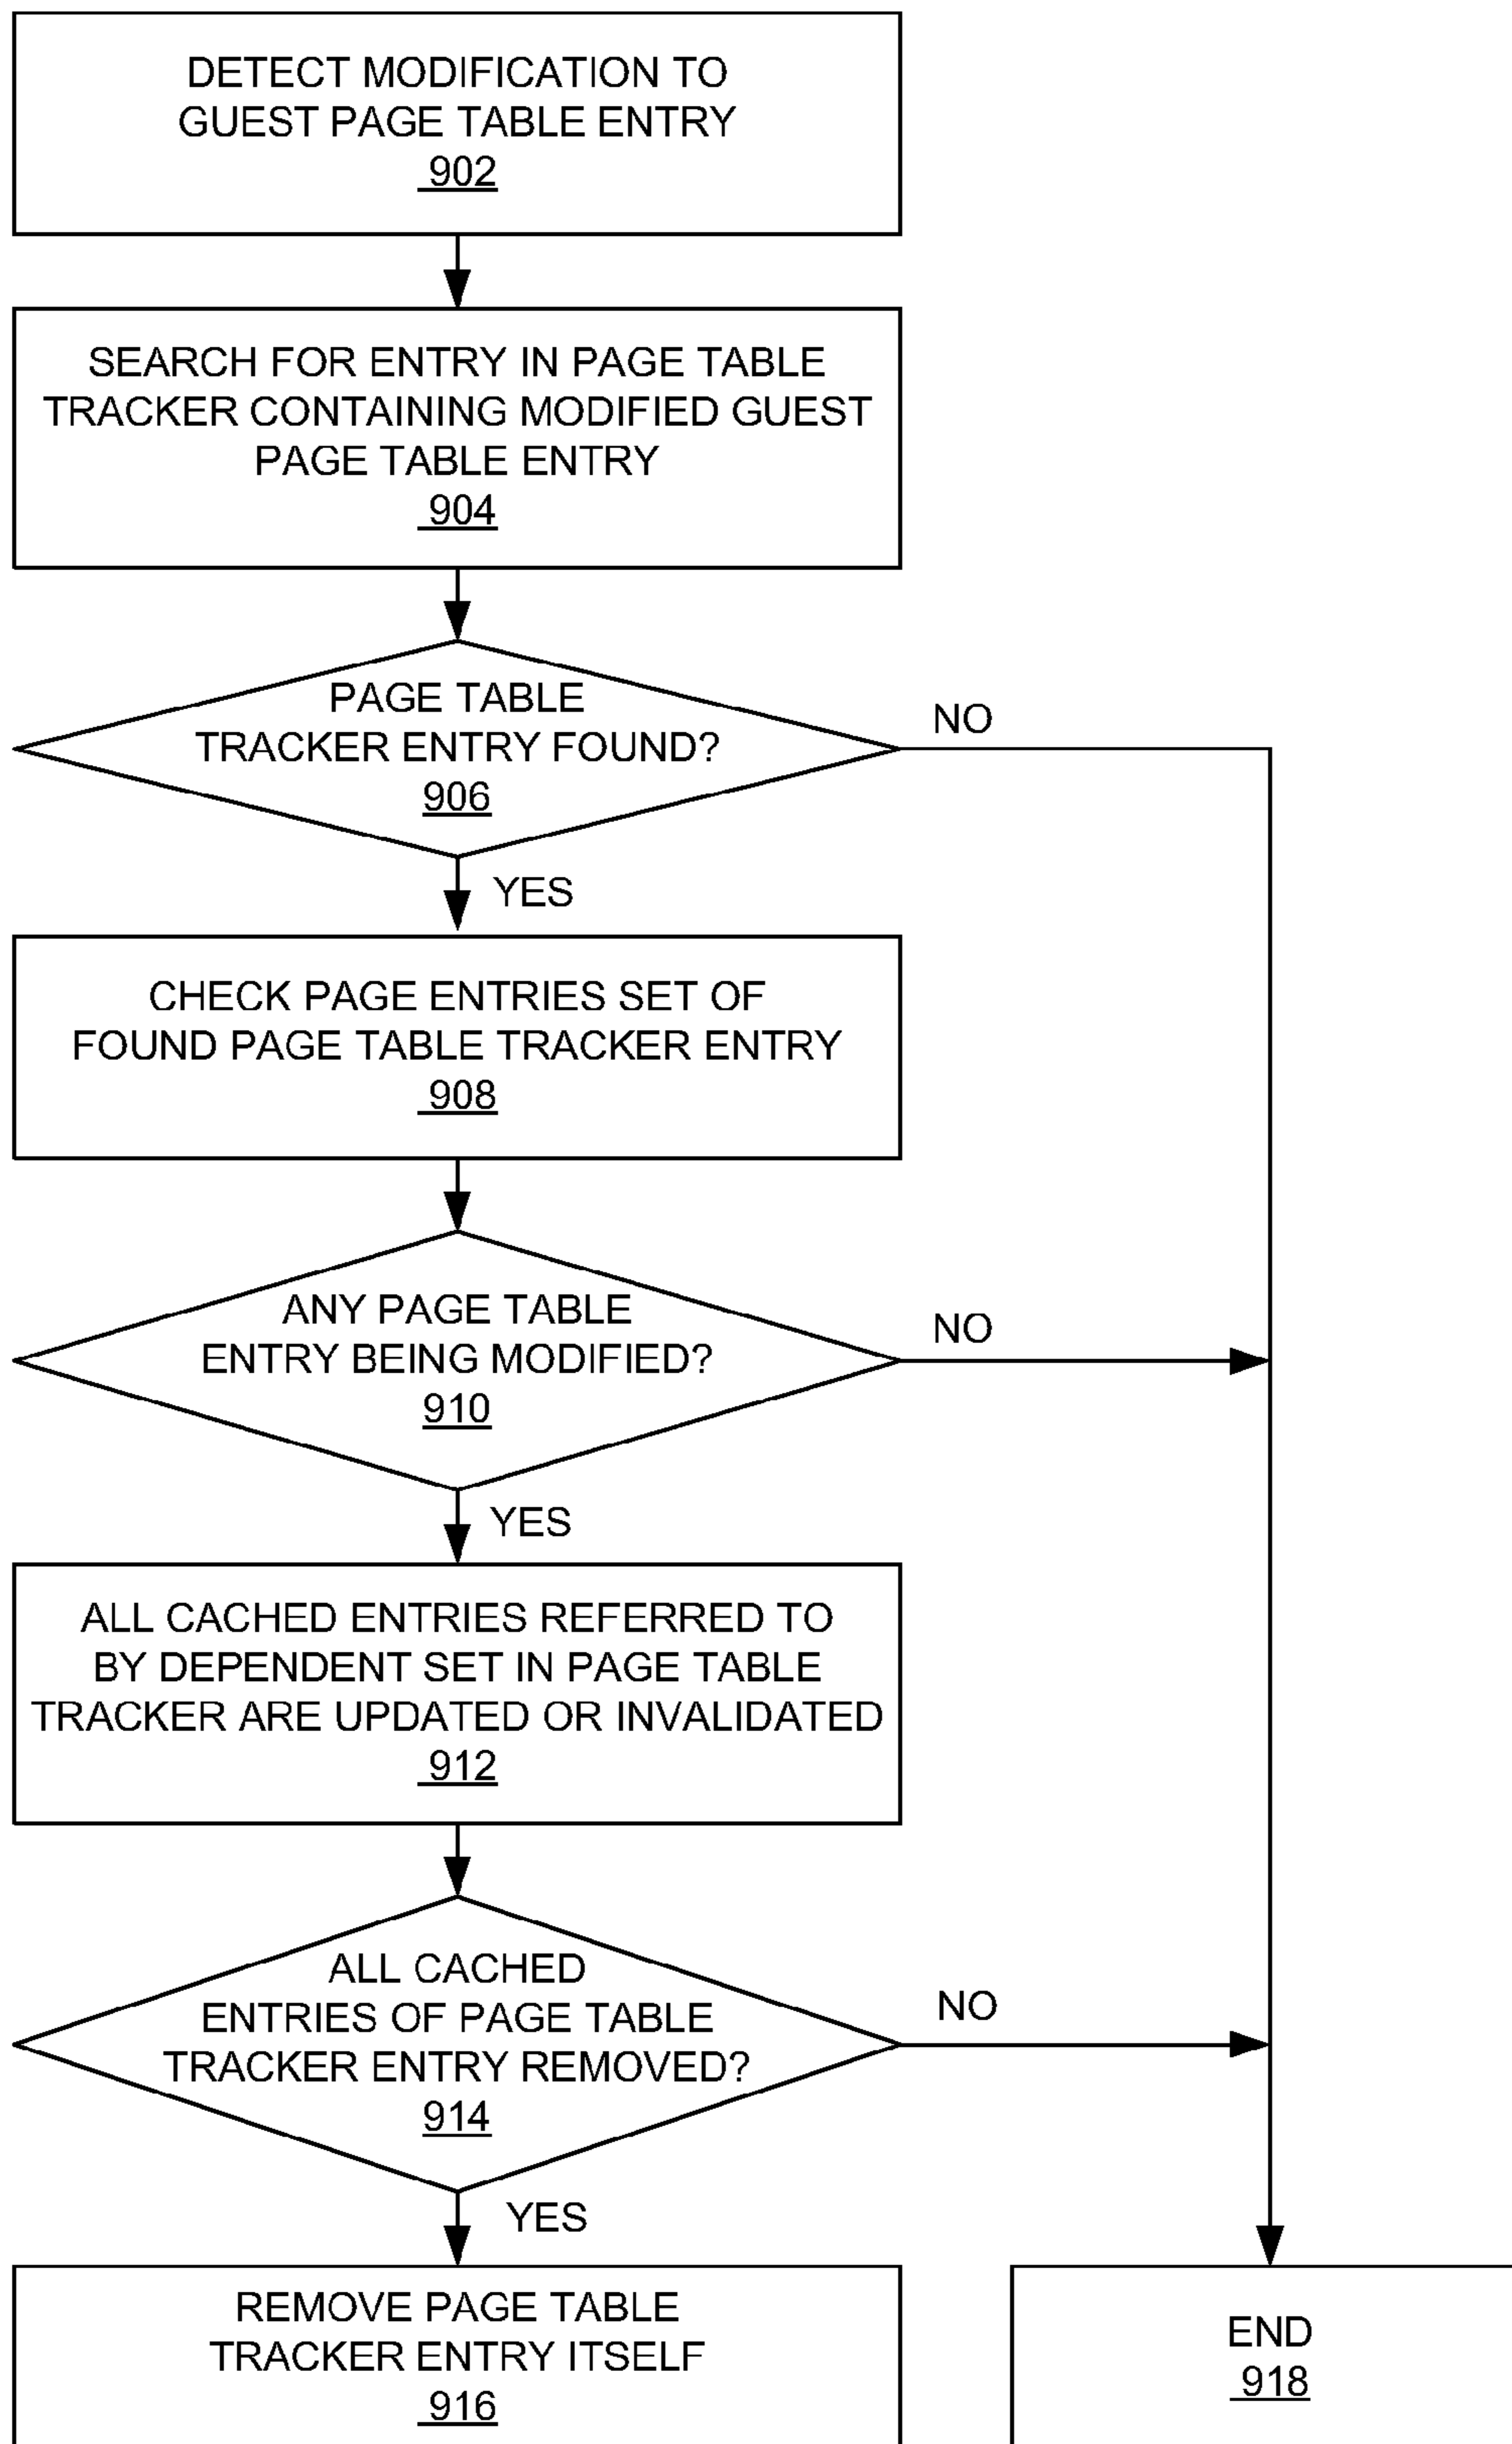 DETECT MODIFICATION TO
GUEST PAGE TABLE ENTRY
902
SEARCH FOR ENTRY IN PAGE TABLE
TRACKER CONTAINING MODIFIED GUEST
PAGE TABLE ENTRY
904
PAGE TABLE
TRACKER ENTRY FOUND?
906
NO
YES
CHECK PAGE ENTRIES SET OF
FOUND PAGE TABLE TRACKER ENTRY
908
ANY PAGE TABLE
ENTRY BEING MODIFIED?
910
NO
YES
ALL CACHED ENTRIES REFERRED TO
BY DEPENDENT SET IN PAGE TABLE
TRACKER ARE UPDATED OR INVALIDATED
912
ALL CACHED
ENTRIES OF PAGE TABLE
TRACKER ENTRY REMOVED?
914
NO
YES
REMOVE PAGE TABLE
TRACKER ENTRY ITSELF
916
END
918